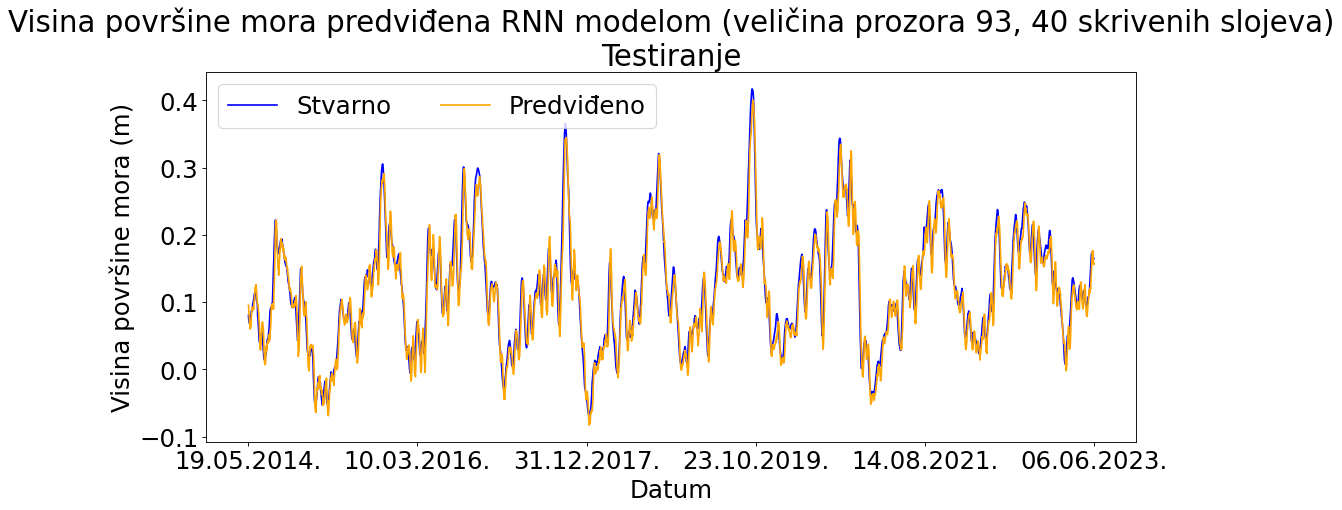 Visina površine mora predviđena RNN modelom (veličina prozora 93, 40 skrivenih slojeva)
Testiranje
Stvarno Predviđeno
Visina površine mora (m)
0.4
0.3
0.2
0.1
0.0
−0.1
19.05.2014. 10.03.2016. 31.12.2017. 23.10.2019. 14.08.2021. 06.06.2023.
Datum